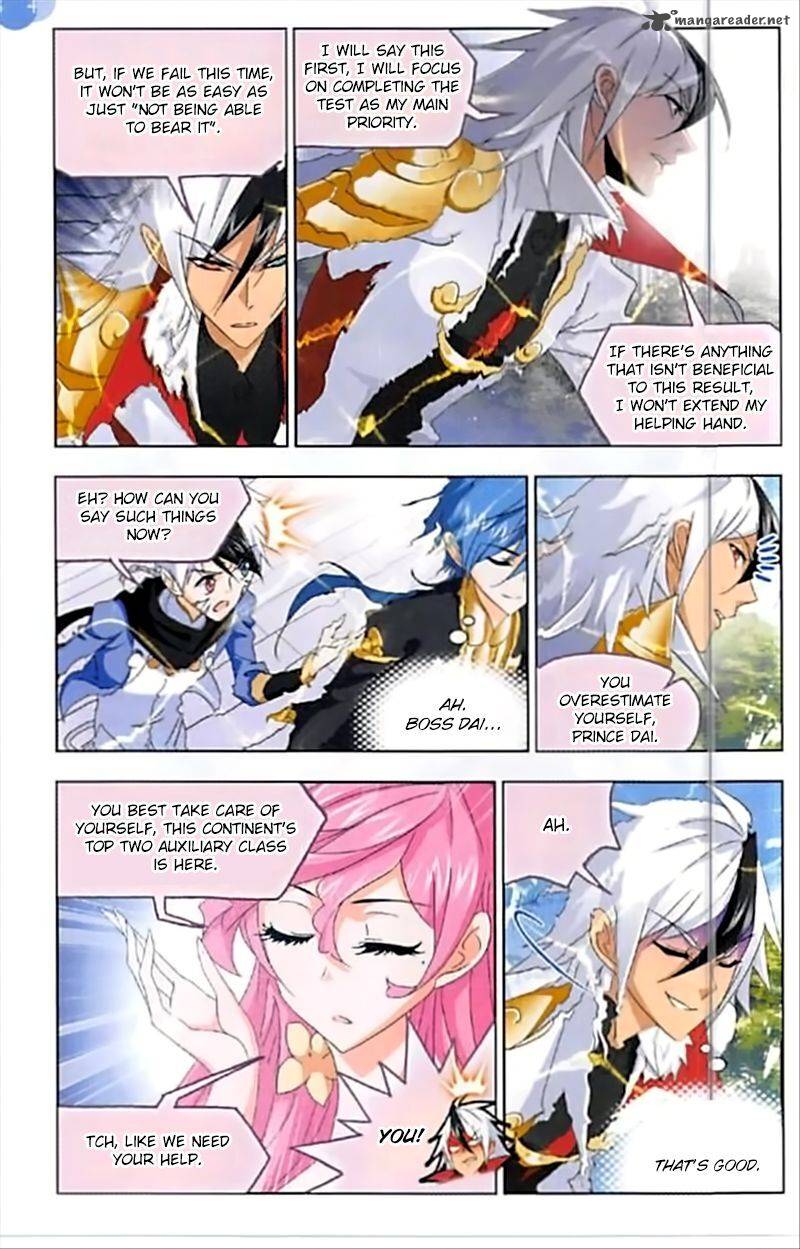 mangareader.net
BUT, IF WE FAIL THIS TIME,
IT WON'T BE AS EASY AS
JUST "NOT BEING ABLE
TO BEAR IT".
I WILL SAY THIS
FIRST, I WILL FOCUS
ON COMPLETING THE
TEST AS MY MAIN
PRIORITY.
IF THERE'S ANYTHING
THAT ISN'T BENEFICIAL
TO THIS RESULT,
I WON'T EXTEND MY
HELPING HAND.
EH? HOW CAN YOU
SAY SUCH THINGS
NOW?
AH.
BOSS DAI...
YOU
OVERESTIMATE
YOURSELF,
PRINCE DAI.
YOU BEST TAKE CARE OF
YOURSELF, THIS CONTINENT'S
TOP TWO AUXILIARY CLASS
IS HERE.
TCH, LIKE WE NEED
YOUR HELP.
YOU!
AH.
THAT'S GOOD.